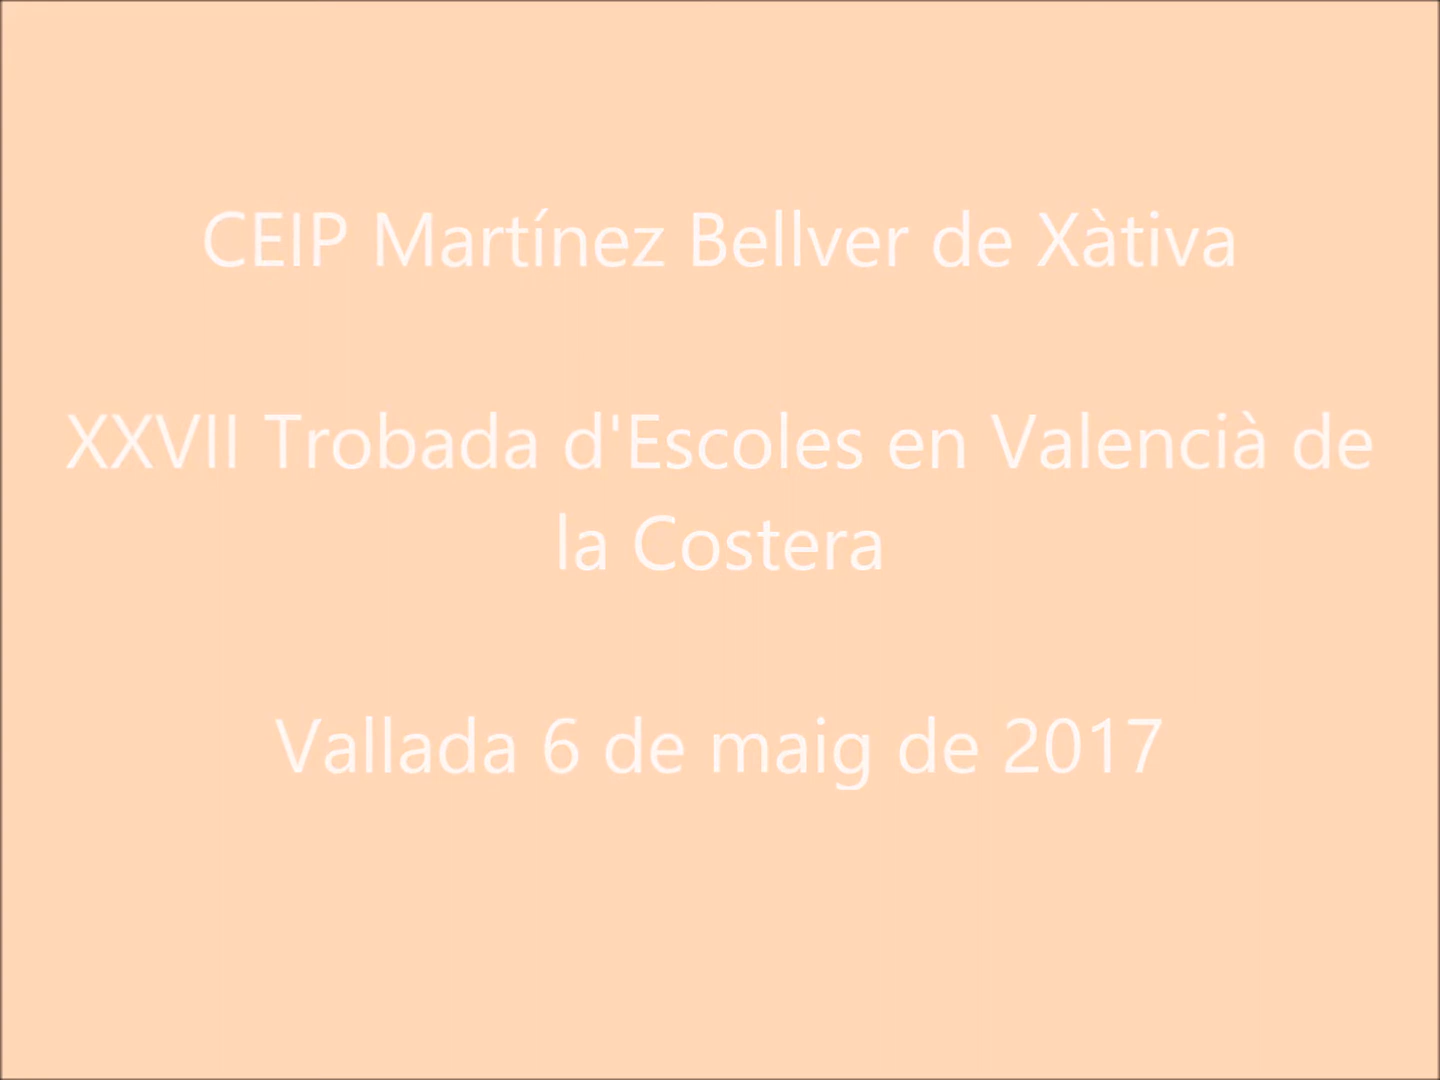 CEIP Martínez Bellver de Xàtiva
XXVII Trobada d'Escoles en Valencià de
la Costera
Vallada 6 de maig de 2017